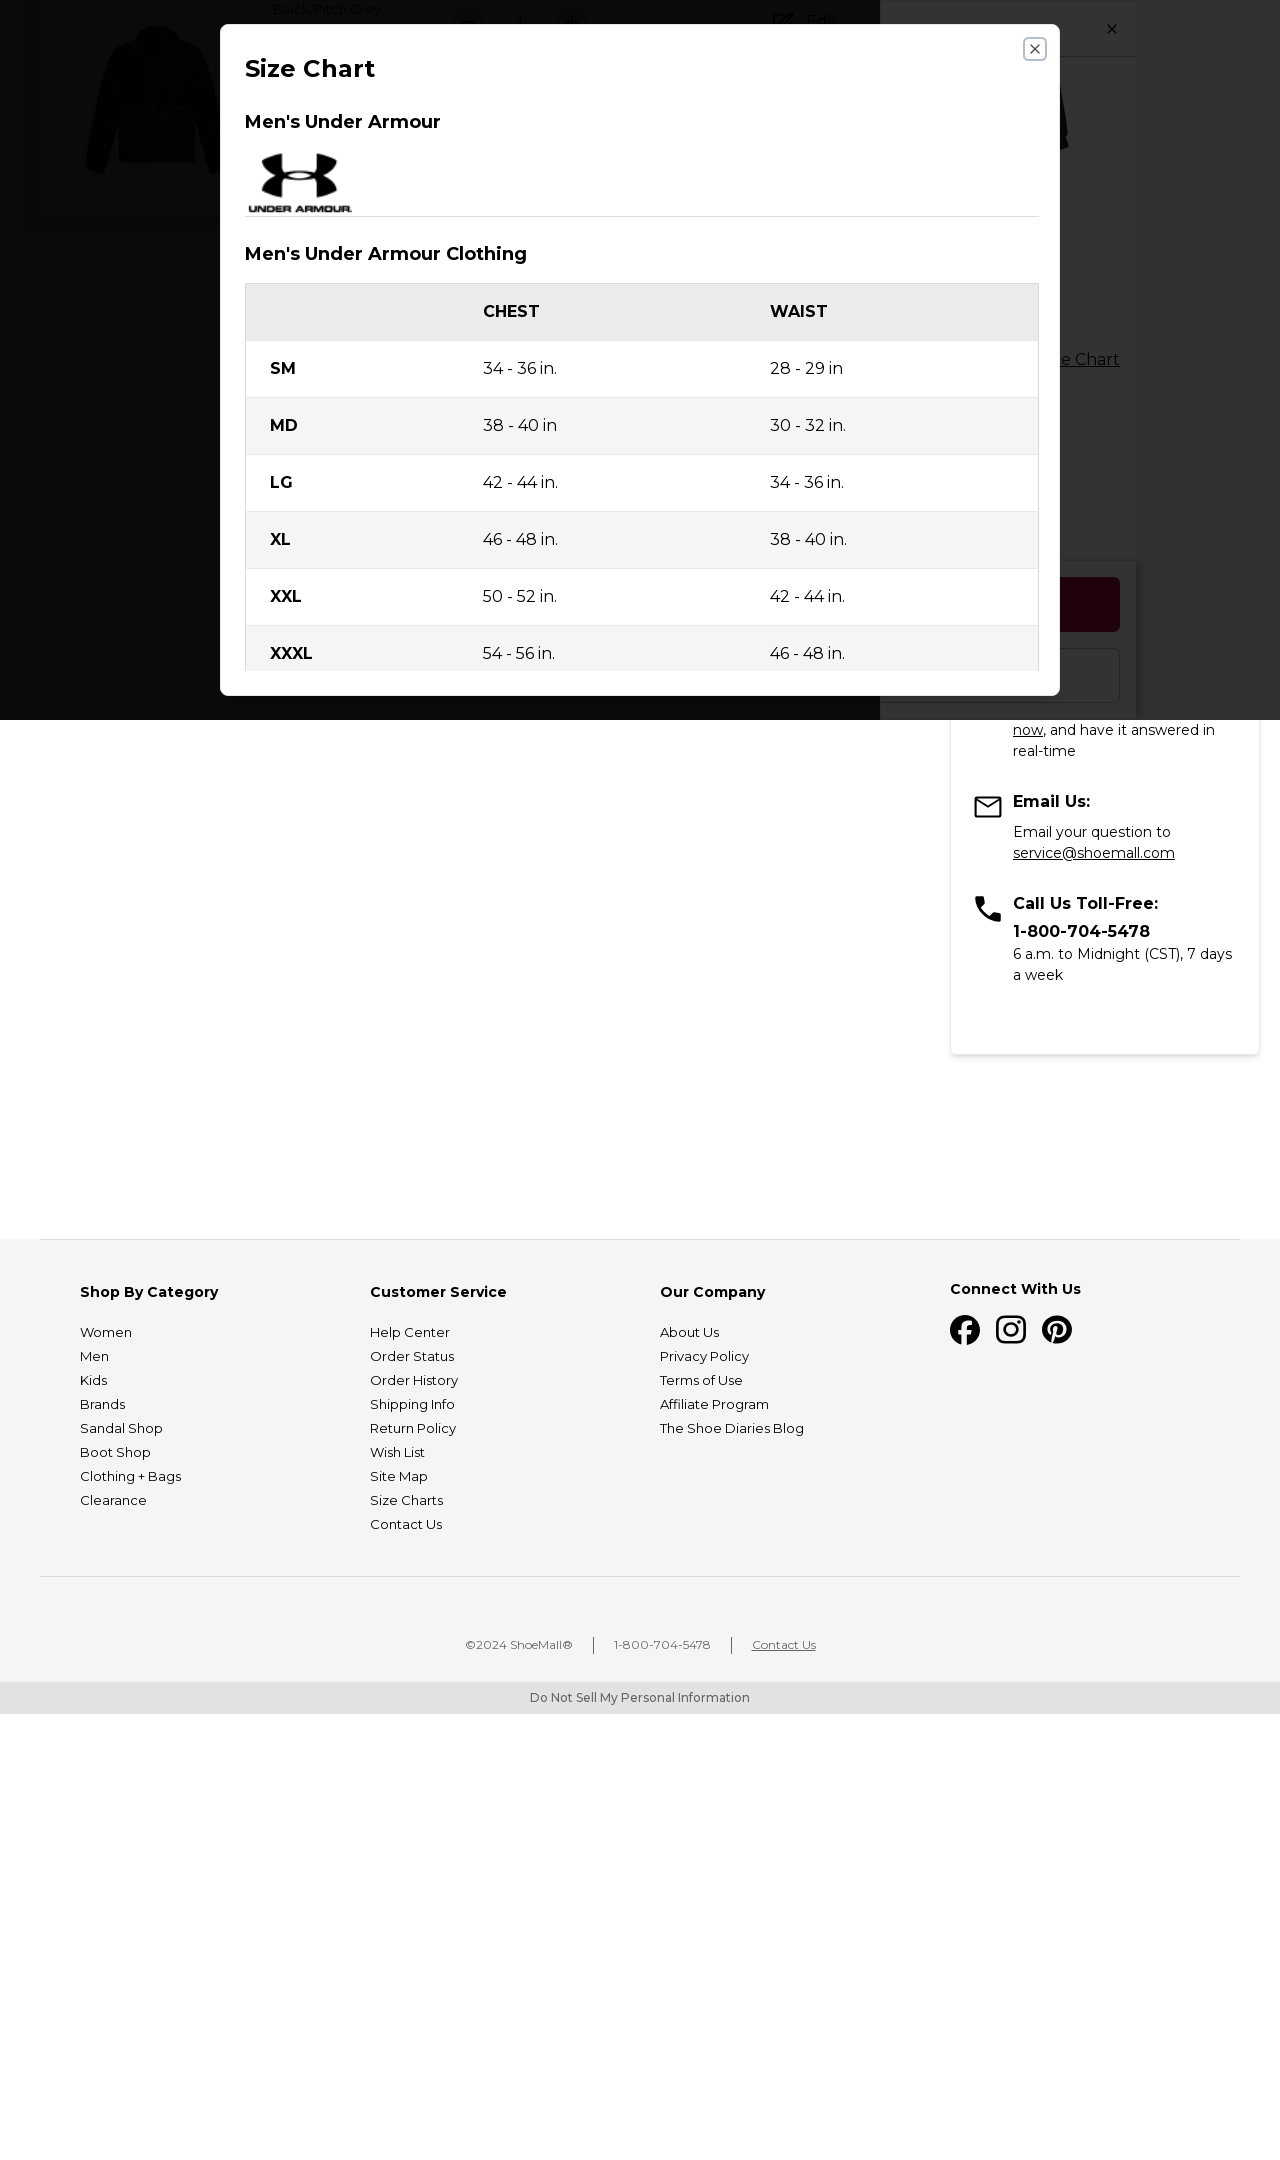 Black/Pitch Grey
1
Edit
Size Chart
Men's Under Armour
UNDER ARMOUR.
Men's Under Armour Clothing
CHEST WAIST
SM 34 - 36 in. 28 - 29 in
MD 38 - 40 in 30 - 32 in.
LG 42 - 44 in. 34 - 36 in.
XL 46 - 48 in. 38 - 40 in.
XXL 50 - 52 in. 42 - 44 in.
XXXL 54 - 56 in. 46 - 48 in.
e Chart
now, and have it answered in
real-time
Email Us:
Email your question to
service@shoemall.com
Call Us Toll-Free:
1-800-704-5478
6 a.m. to Midnight (CST), 7 days
a week
Shop By Category
Women
Men
Kids
Brands
Sandal Shop
Boot Shop
Clothing + Bags
Clearance
Customer Service
Help Center
Order Status
Order History
Shipping Info
Return Policy
Wish List
Site Map
Size Charts
Contact Us
Our Company
About Us
Privacy Policy
Terms of Use
Affiliate Program
The Shoe Diaries Blog
Connect With Us
©2024 ShoeMall® 1-800-704-5478 Contact Us
Do Not Sell My Personal Information